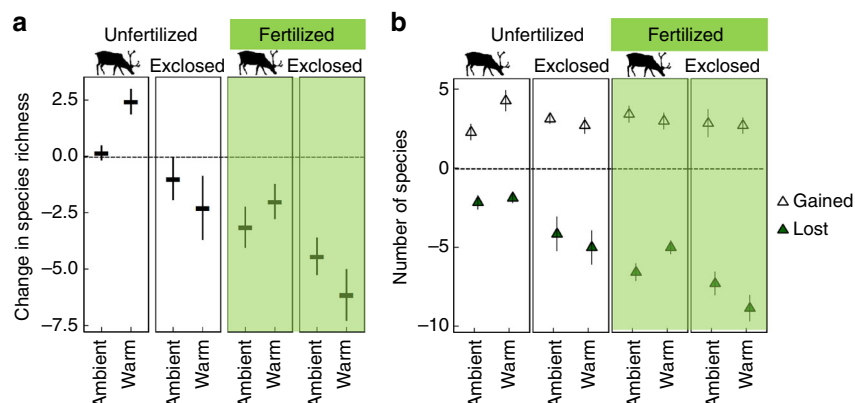 a
Unfertilized
Fertilized
Exclosed
Exclosed
Change in species richness
2.5
0.0
–2.5
–5.0
–7.5
Ambient
Warm
Ambient
Warm
Ambient
Warm
Ambient
Warm
b
Unfertilized
Fertilized
Exclosed
Exclosed
Number of species
5
0
–5
–10
Ambient
Warm
Ambient
Warm
Ambient
Warm
Ambient
Warm
Gained
Lost